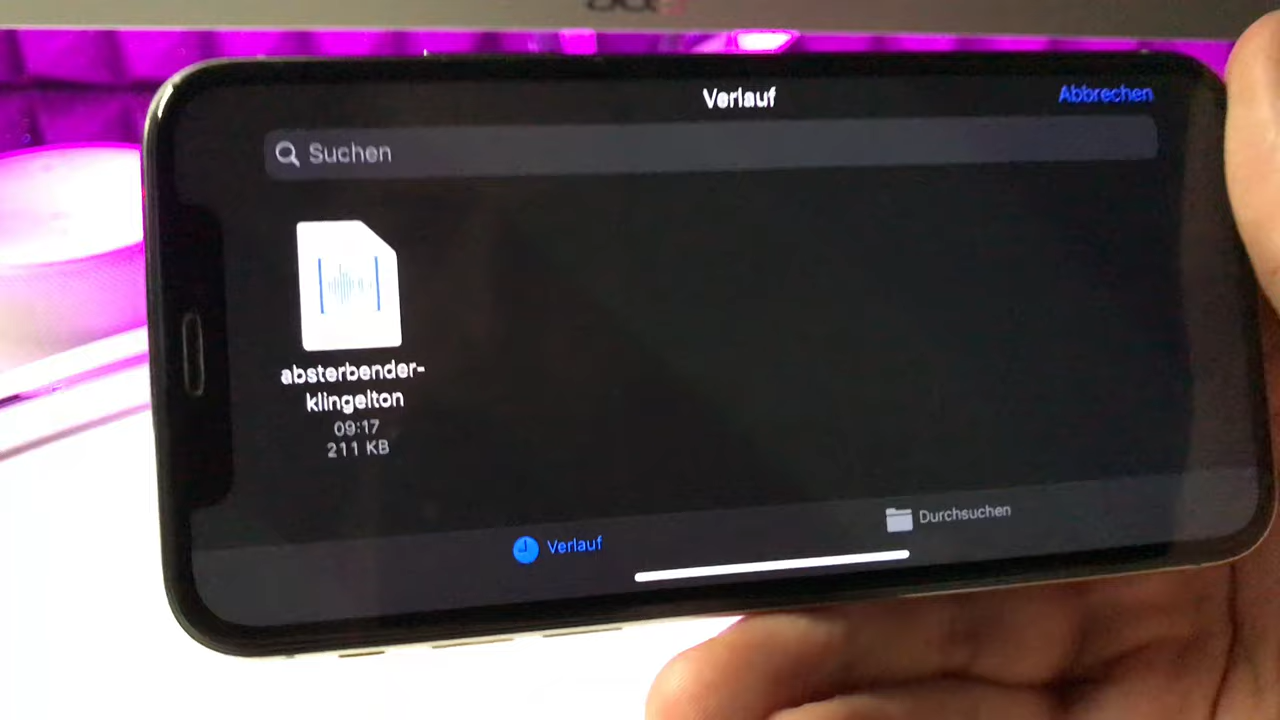 Verlauf
Abbrechen
Suchen
absterbender-
klingelton
09:17
211 KB
Verlauf
Durchsuchen